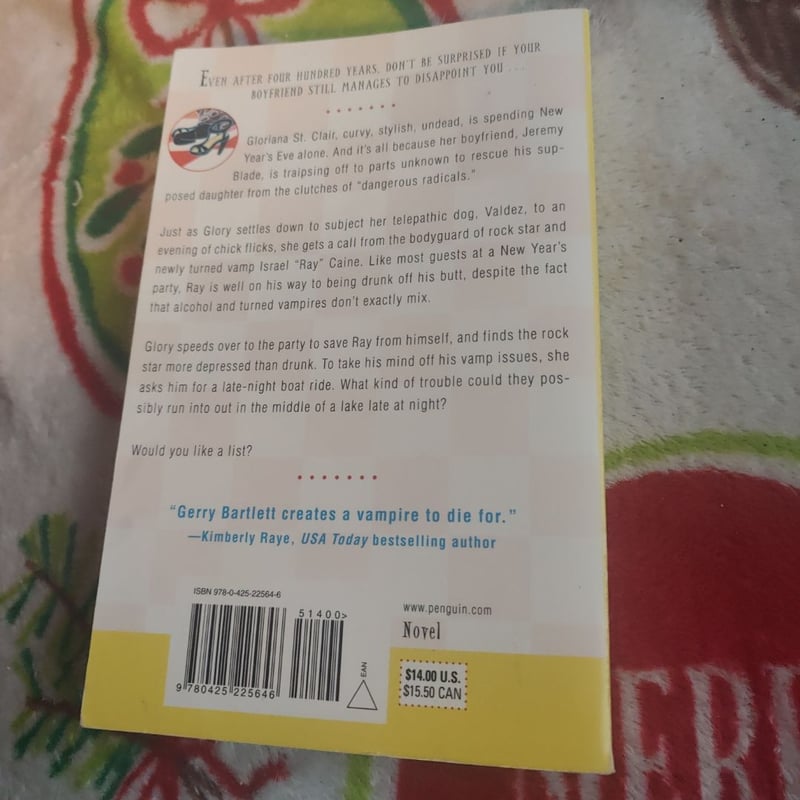 EVEN AFTER FOUR HUNDRED YEARS, DON'T BE SURPRISED IF YOUR
BOYFRIEND STILL MANAGES TO DISAPPOINT YOU . . .
Gloriana St. Clair, curvy, stylish, undead, is spending New
Year's Eve alone. And it's all because her boyfriend, Jeremy
Blade, is traipsing off to parts unknown to rescue his sup-
posed daughter from the clutches of "dangerous radicals."
Just as Glory settles down to subject her telepathic dog, Valdez, to an
evening of chick flicks, she gets a call from the bodyguard of rock star and
newly turned vamp Israel "Ray" Caine. Like most guests at a New Year's
party, Ray is well on his way to being drunk off his butt, despite the fact
that alcohol and turned vampires don't exactly mix.
Glory speeds over to the party to save Ray from himself, and finds the rock
star more depressed than drunk. To take his mind off his vamp issues, she
asks him for a late-night boat ride. What kind of trouble could they pos-
sibly run into out in the middle of a lake late at night?
Would you like a list?
"Gerry Bartlett creates a vampire to die for."
—Kimberly Raye, USA Today bestselling author
ISBN 978-0-425-22564-6
51400>
9 780425 225646
EAN
www.penguin.com
Novel
$14.00 U.S.
$15.50 CAN
MERR